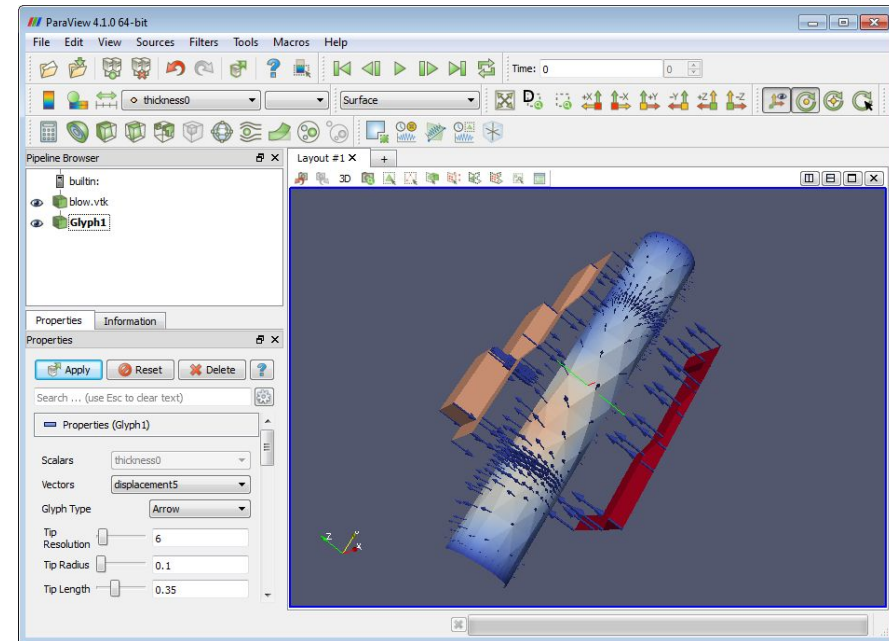 ParaView 4.1.0 64-bit
File Edit View Sources Filters Tools Macros Help
Time: 0 0
thickness0 Surface +X -X +Y -Y +Z -Z
Pipeline Browser Layout #1 X +
3D
builtin:
blow.vtk
Glyph1
Properties Information
Properties
Apply Reset Delete ?
Search ... (use Esc to clear text)
Properties (Glyph1)
Scalars thickness0
Vectors displacement5
Glyph Type Arrow
Tip
Resolution 6
Tip Radius 0.1
Tip Length 0.35
Z Y X